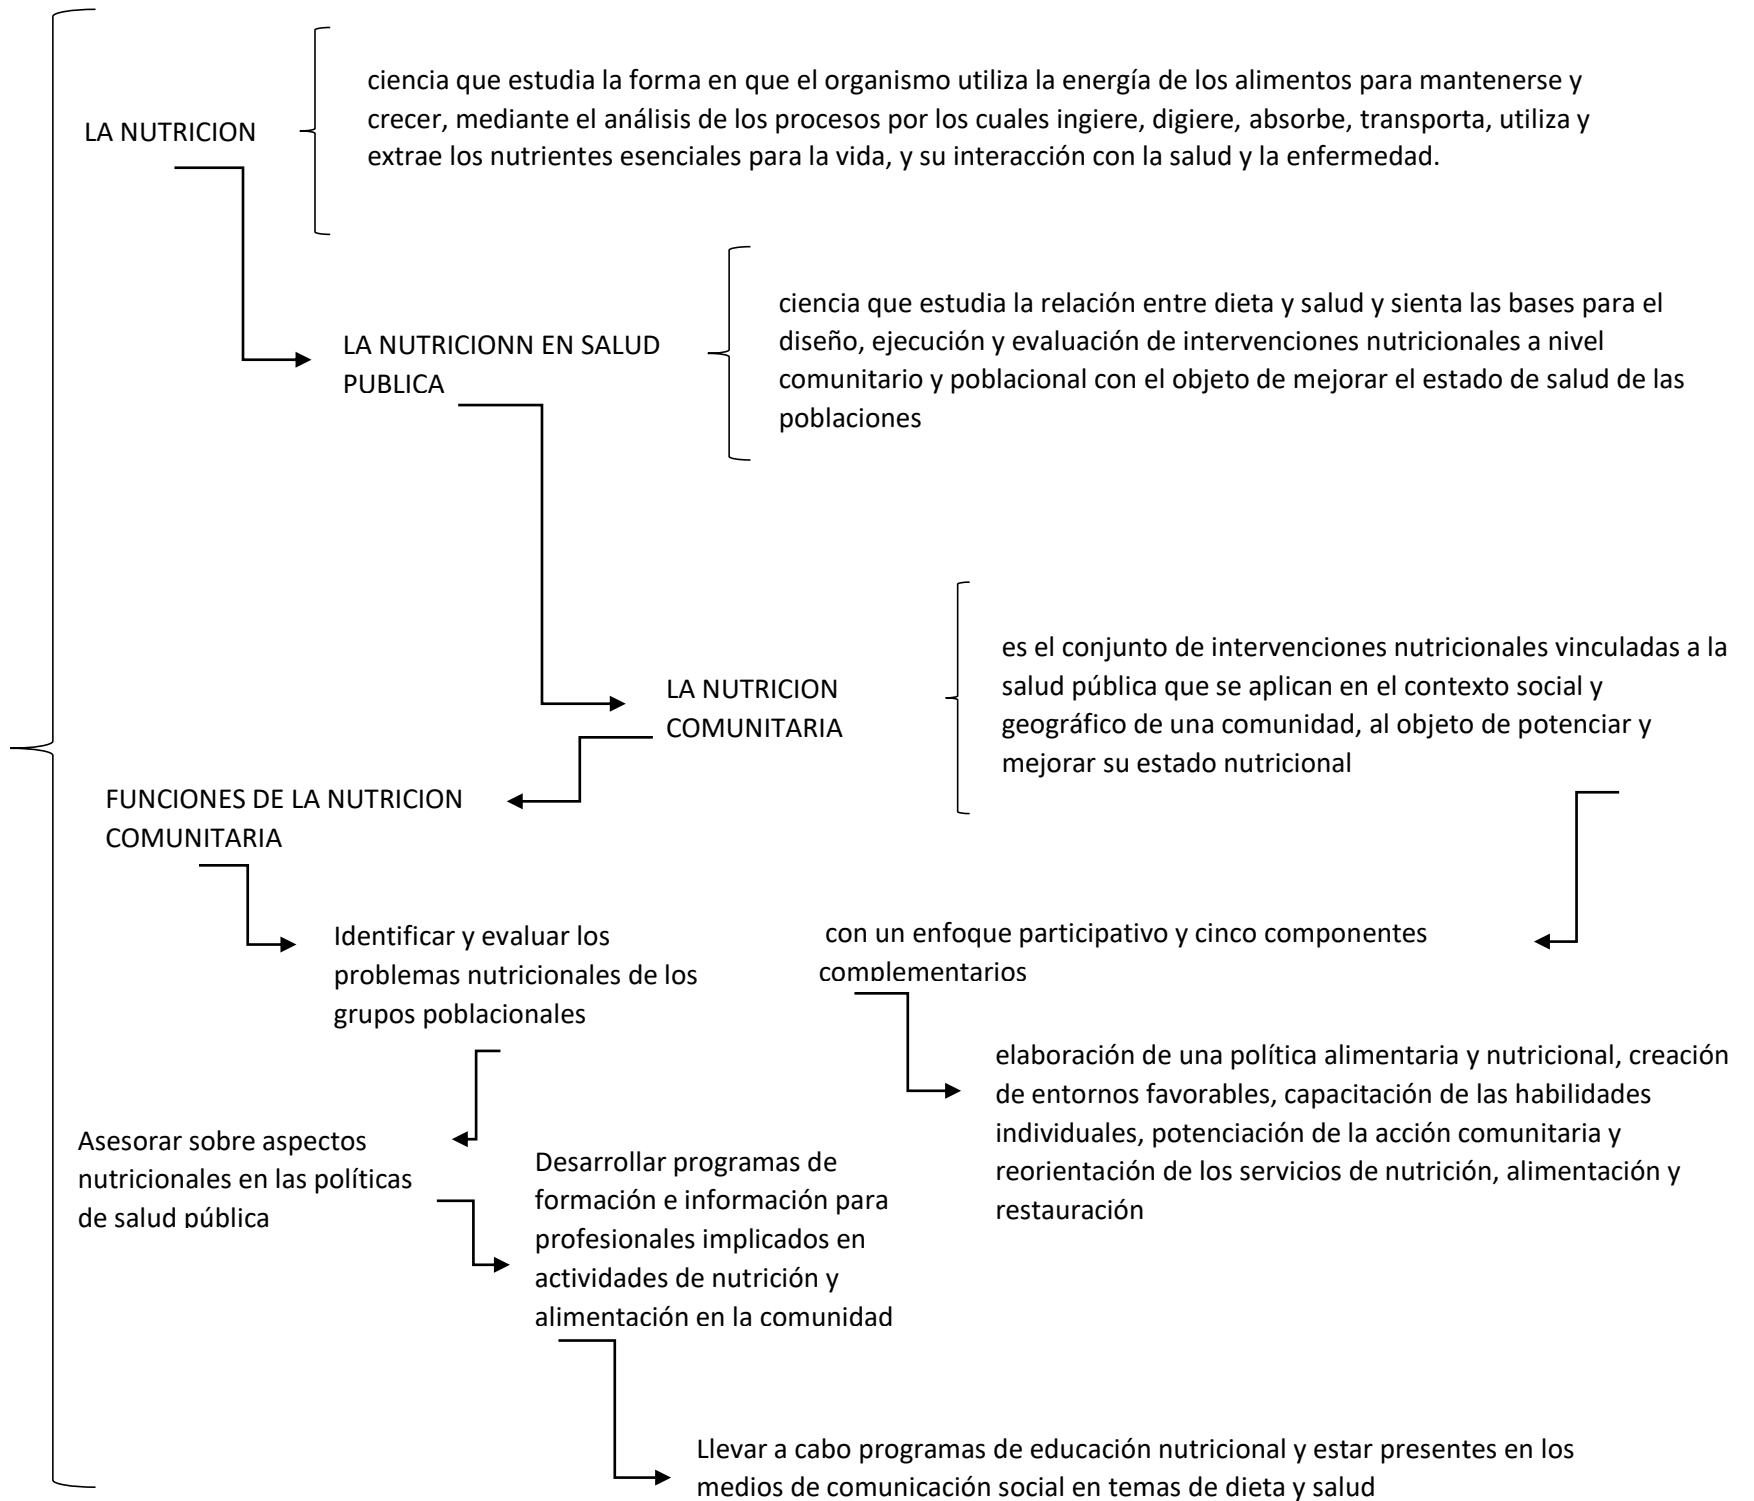 LA NUTRICION
ciencia que estudia la forma en que el organismo utiliza la energía de los alimentos para mantenerse y
crecer, mediante el análisis de los procesos por los cuales ingiere, digiere, absorbe, transporta, utiliza y
extrae los nutrientes esenciales para la vida, y su interacción con la salud y la enfermedad.
LA NUTRICIONN EN SALUD
PUBLICA
ciencia que estudia la relación entre dieta y salud y sienta las bases para el
diseño, ejecución y evaluación de intervenciones nutricionales a nivel
comunitario y poblacional con el objeto de mejorar el estado de salud de las
poblaciones
LA NUTRICION
COMUNITARIA
es el conjunto de intervenciones nutricionales vinculadas a la
salud pública que se aplican en el contexto social y
geográfico de una comunidad, al objeto de potenciar y
mejorar su estado nutricional
FUNCIONES DE LA NUTRICION
COMUNITARIA
Identificar y evaluar los
problemas nutricionales de los
grupos poblacionales
con un enfoque participativo y cinco componentes
complementarios
elaboración de una política alimentaria y nutricional, creación
de entornos favorables, capacitación de las habilidades
individuales, potenciación de la acción comunitaria y
reorientación de los servicios de nutrición, alimentación y
restauración
Asesorar sobre aspectos
nutricionales en las políticas
de salud pública
Desarrollar programas de
formación e información para
profesionales implicados en
actividades de nutrición y
alimentación en la comunidad
Llevar a cabo programas de educación nutricional y estar presentes en los
medios de comunicación social en temas de dieta y salud